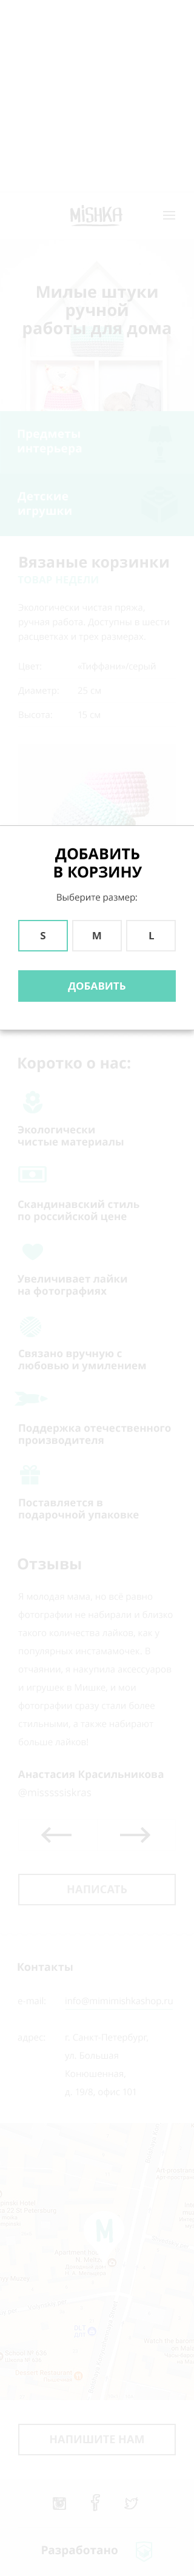 MiSHKA
Милые штуки
ручной
работы для дома
Предметы
интерьера
Детские
игрушки
Вязаные корзинки
ТОВАР НЕДЕЛИ
Экологически чистая пряжа,
ручная работа. Доступны в шести
расцветках и трех размерах.
Цвет: «Тиффани»/серый
Диаметр: 25 см
Высота: 15 см
ДОБАВИТЬ
В КОРЗИНУ
Выберите размер:
S M L
ДОБАВИТЬ
Коротко о нас:
Экологически
чистые материалы
Скандинавский стиль
по российской цене
Увеличивает лайки
на фотографиях
Связано вручную с
любовью и умилением
Поддержка отечественного
производителя
Поставляется в
подарочной упаковке
Отзывы
Я молодая мама, но всё равно
фотографии не набирали и близко
такого количества лайков, как у
популярных инстамамочек. В
отчаянии, я накупила аксессуаров
и игрушек в Мишке, и мои
фотографии сразу стали более
стильными, а также набирают
больше лайков!
Анастасия Красильникова
@misssssiskras
НАПИСАТЬ
Контакты
e-mail: info@mimimishkashop.ru
адрес: г. Санкт-Петербург,
ул. Большая
Конюшенная,
д. 19/8, офис 101
M
НАПИШИТЕ НАМ
Разработано